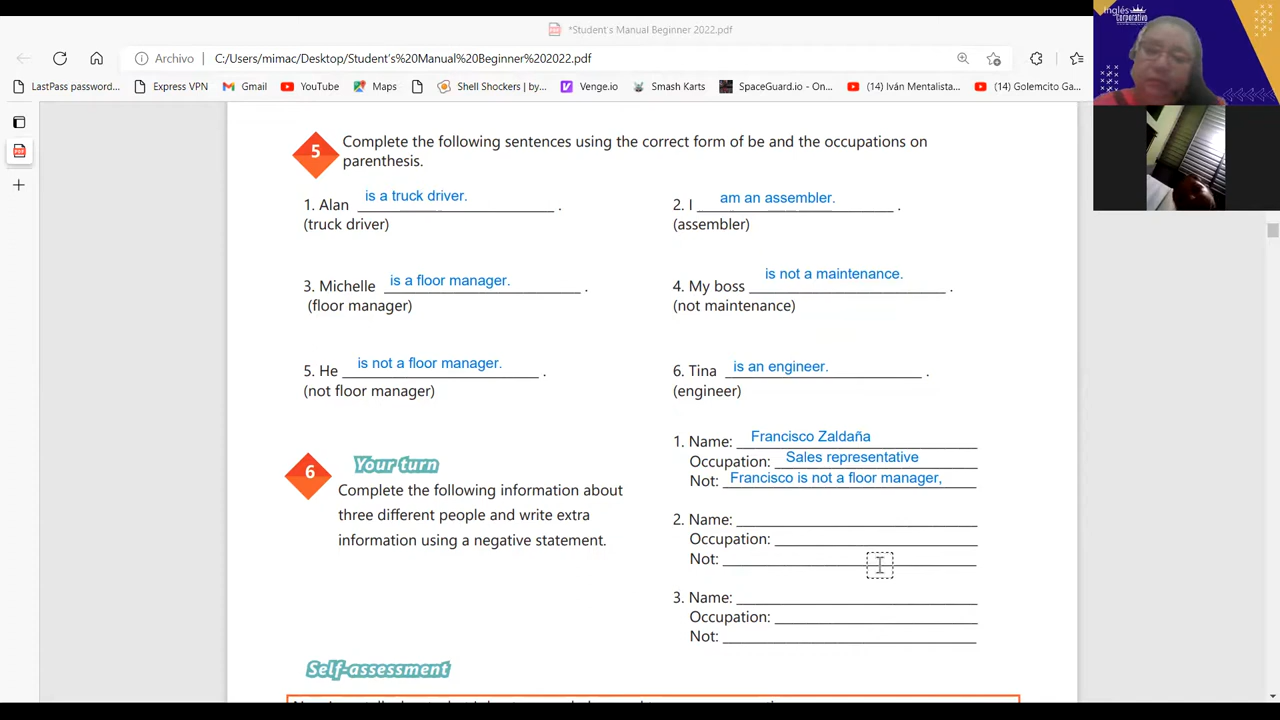 *Student's Manual Beginner 2022.pdf
Archivo
C:/Users/mimac/Desktop/Student's%20Manual%20Beginner%202022.pdf
LastPass password...
Express VPN
Gmail
YouTube
Maps
Shell Shockers | by...
Venge.io
Smash Karts
SpaceGuard.io - On...
(14) Iván Mentalista...
(14) Golemcito Ga...
Inglés
Corporativo
5
Complete the following sentences using the correct form of be and the occupations on
parenthesis.
1. Alan is a truck driver. .
(truck driver)
2. I am an assembler. .
(assembler)
3. Michelle is a floor manager. .
(floor manager)
4. My boss is not a maintenance. .
(not maintenance)
5. He is not a floor manager. .
(not floor manager)
6. Tina is an engineer. .
(engineer)
6
Your turn
Complete the following information about
three different people and write extra
information using a negative statement.
1. Name: Francisco Zaldaña
Occupation: Sales representative
Not: Francisco is not a floor manager,
2. Name:
Occupation:
Not:
3. Name:
Occupation:
Not:
Self-assessment